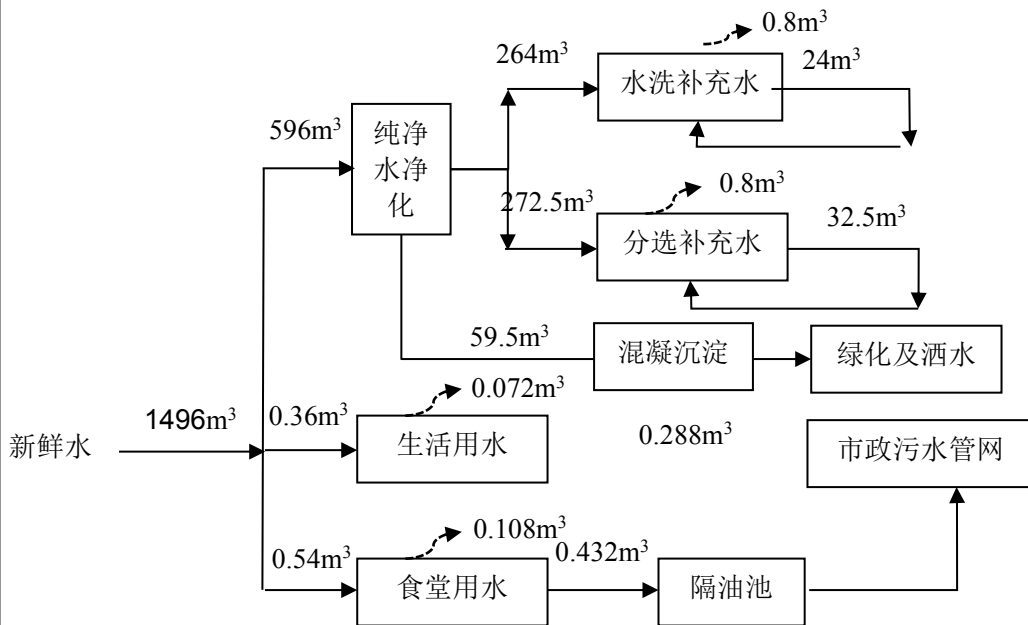 0.8m³
264m³
水洗补充水
24m³
596m³
纯净
水净
化
0.8m³
272.5m³
分选补充水
32.5m³
59.5m³
混凝沉淀
绿化及洒水
0.072m³
新鲜水
1496m³
0.36m³
生活用水
0.288m³
市政污水管网
0.108m³
0.54m³
食堂用水
0.432m³
隔油池